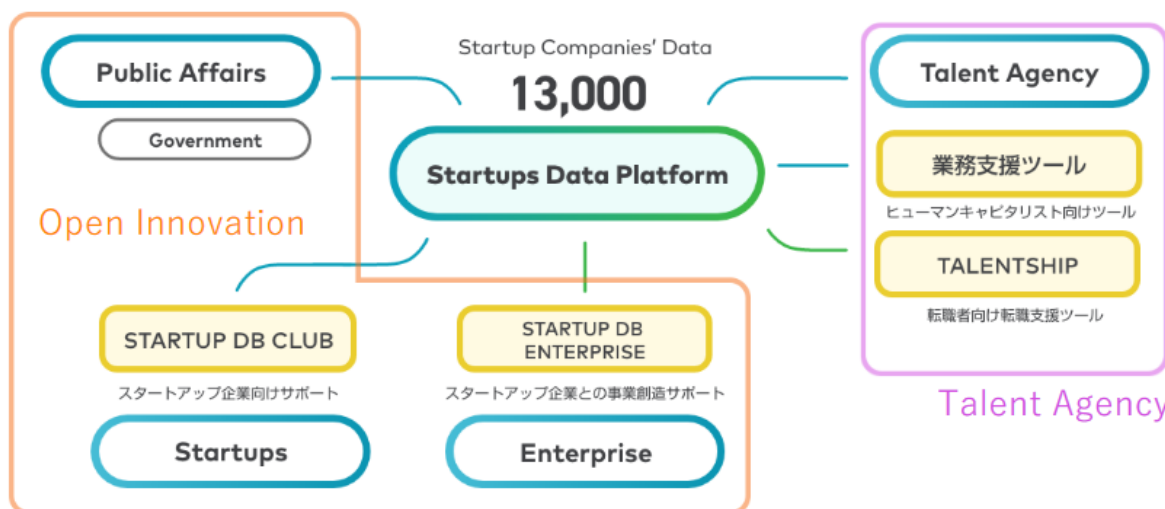 Public Affairs
Government
Open Innovation
Startup Companies' Data
13,000
Startups Data Platform
Talent Agency
業務支援ツール
ヒューマンキャピタリスト向けツール
TALENTSHIP
転職者向け転職支援ツール
Talent Agency
STARTUP DB CLUB
スタートアップ企業向けサポート
Startups
STARTUP DB
ENTERPRISE
スタートアップ企業との事業創造サポート
Enterprise